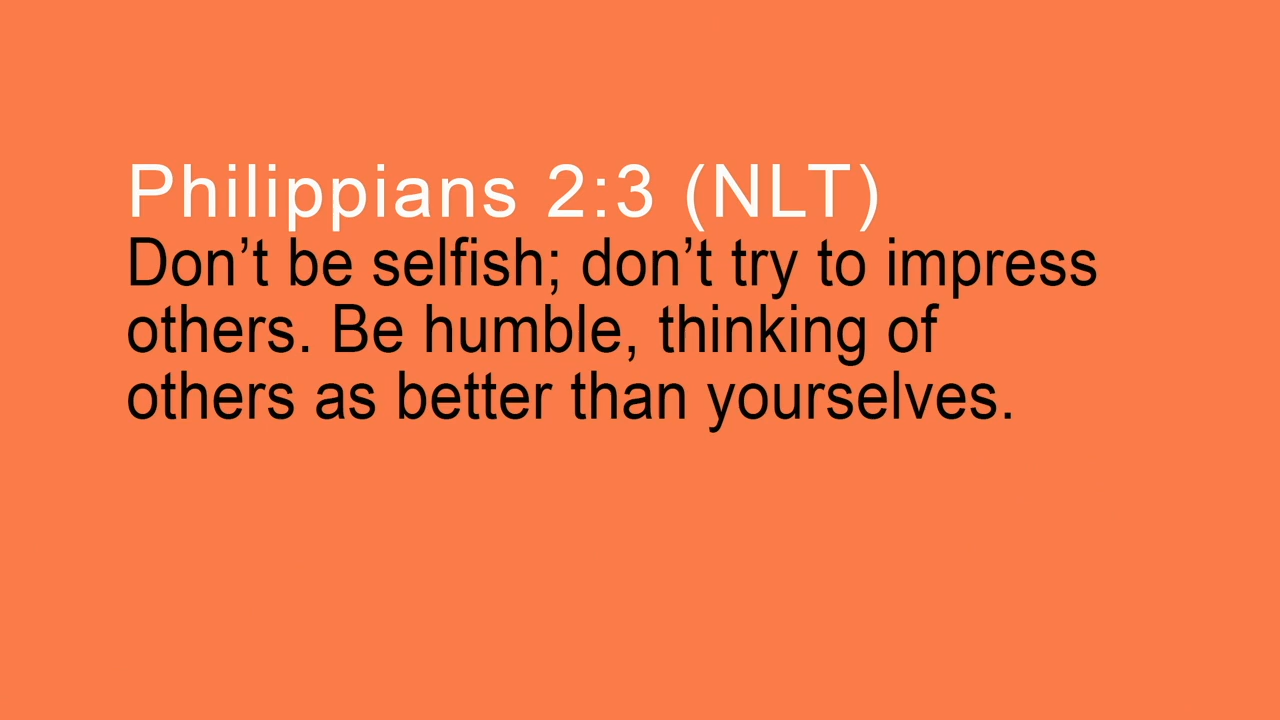 Philippians 2:3 (NLT)
Don’t be selfish; don’t try to impress
others. Be humble, thinking of
others as better than yourselves.